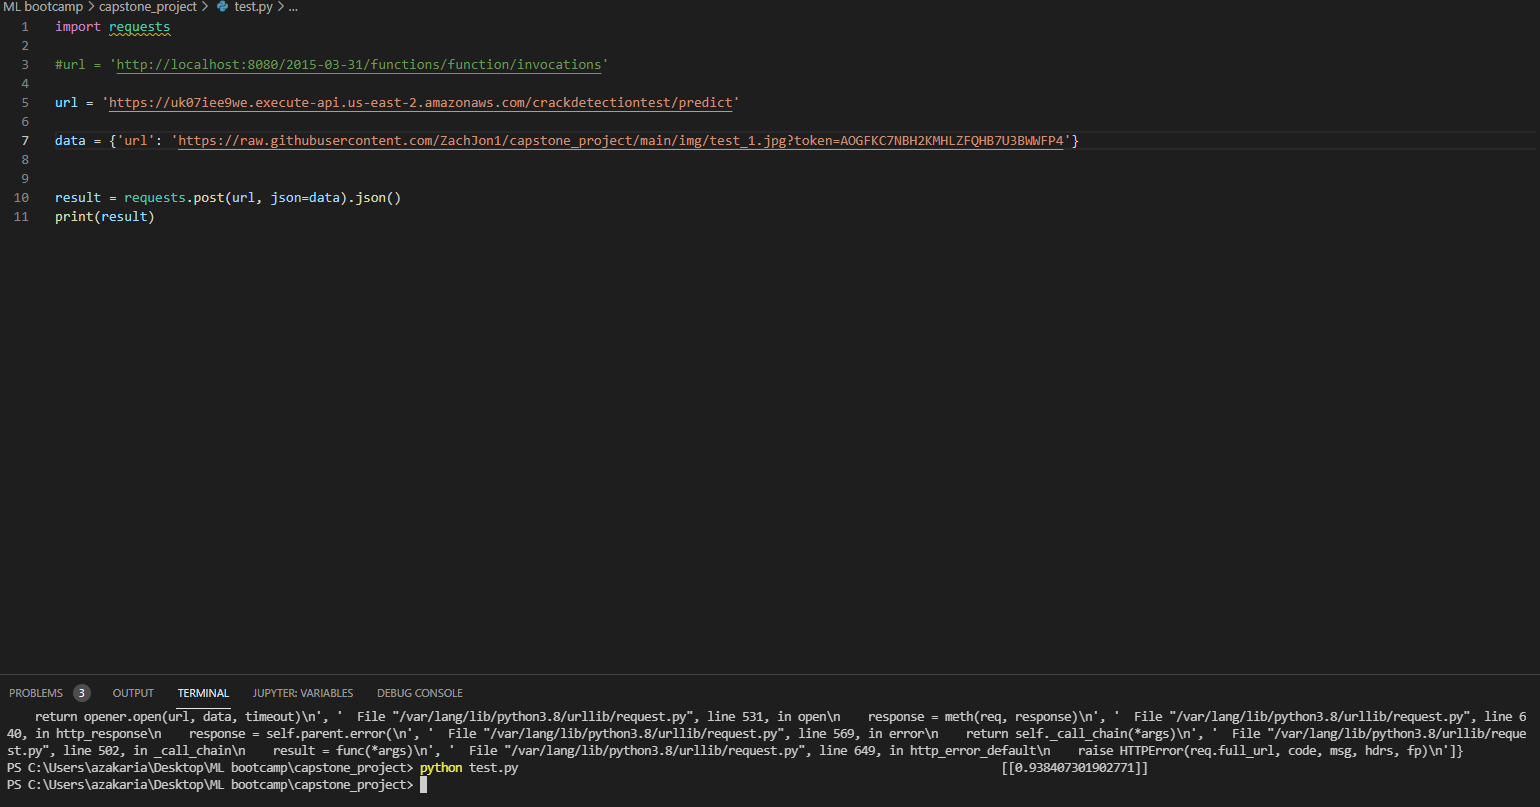 ML bootcamp > capstone_project > test.py > ...
1 import requests
2
3 #url = 'http://localhost:8080/2015-03-31/functions/function/invocations'
4
5 url = 'https://uk07iee9we.execute-api.us-east-2.amazonaws.com/crackdetectiontest/predict'
6
7 data = {'url': 'https://raw.githubusercontent.com/ZachJon1/capstone_project/main/img/test_1.jpg?token=AOGFKC7NBH2KMHLZFQHB7U3BWWFP4'}
8
9
10 result = requests.post(url, json=data).json()
11 print(result)
PROBLEMS 3 OUTPUT TERMINAL JUPYTER: VARIABLES DEBUG CONSOLE
    return opener.open(url, data, timeout)\n', '  File "/var/lang/lib/python3.8/urllib/request.py", line 531, in open\n    response = meth(req, response)\n', '  File "/var/lang/lib/python3.8/urllib/request.py", line 6
40, in http_response\n    response = self.parent.error(\n', '  File "/var/lang/lib/python3.8/urllib/request.py", line 569, in error\n    return self._call_chain(*args)\n', '  File "/var/lang/lib/python3.8/urllib/reque
st.py", line 502, in _call_chain\n    result = func(*args)\n', '  File "/var/lang/lib/python3.8/urllib/request.py", line 649, in http_error_default\n    raise HTTPError(req.full_url, code, msg, hdrs, fp)\n']}
PS C:\Users\azakaria\Desktop\ML bootcamp\capstone_project> python test.py [[0.938407301902771]]
PS C:\Users\azakaria\Desktop\ML bootcamp\capstone_project>